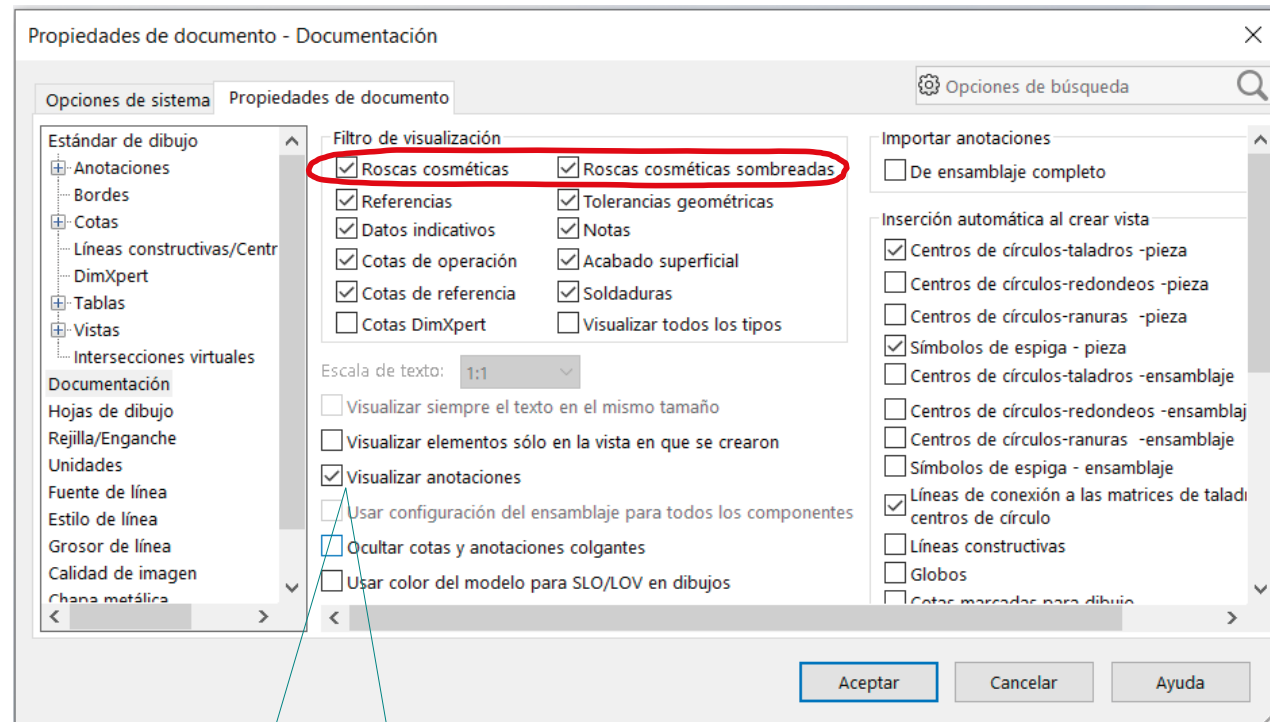 Propiedades de documento - Documentación
Opciones de sistema
Propiedades de documento
Opciones de búsqueda
Estándar de dibujo
Anotaciones
Bordes
Cotas
Líneas constructivas/Centr
DimXpert
Tablas
Vistas
Intersecciones virtuales
Documentación
Hojas de dibujo
Rejilla/Enganche
Unidades
Fuente de línea
Estilo de línea
Grosor de línea
Calidad de imagen
Chapa metálica
Filtro de visualización
Roscas cosméticas
Roscas cosméticas sombreadas
Referencias
Tolerancias geométricas
Datos indicativos
Notas
Cotas de operación
Acabado superficial
Cotas de referencia
Soldaduras
Cotas DimXpert
Visualizar todos los tipos
Escala de texto: 1:1
Visualizar siempre el texto en el mismo tamaño
Visualizar elementos sólo en la vista en que se crearon
Visualizar anotaciones
Usar configuración del ensamblaje para todos los componentes
Ocultar cotas y anotaciones colgantes
Usar color del modelo para SLO/LOV en dibujos
Importar anotaciones
De ensamblaje completo
Inserción automática al crear vista
Centros de círculos-taladros -pieza
Centros de círculos-redondeos -pieza
Centros de círculos-ranuras -pieza
Símbolos de espiga - pieza
Centros de círculos-taladros -ensamblaje
Centros de círculos-redondeos -ensamblaj
Centros de círculos-ranuras -ensamblaje
Símbolos de espiga - ensamblaje
Líneas de conexión a las matrices de taladr
centros de círculo
Líneas constructivas
Globos
Cotas marcadas para dibujo
Aceptar
Cancelar
Ayuda